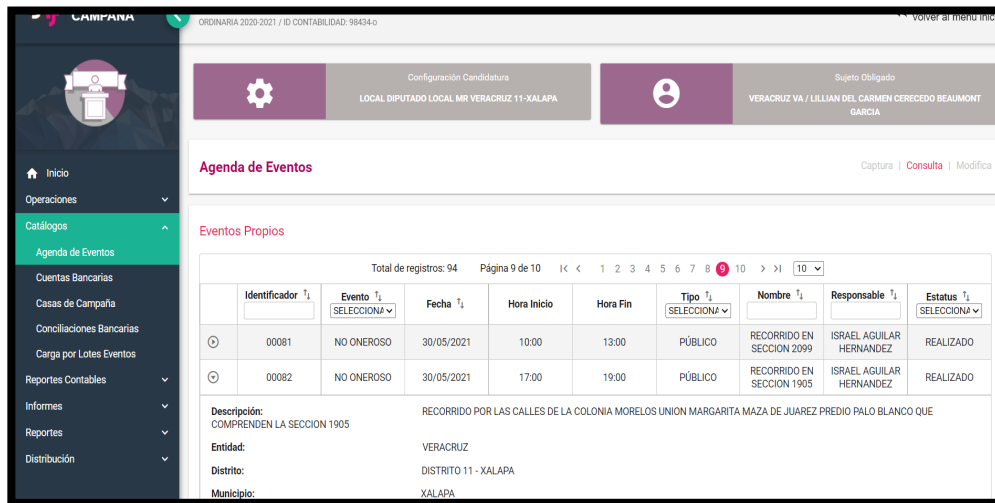 CAMPAÑA
ORDINARIA 2020-2021 / ID CONTABILIDAD: 98434-D
Volver al menú Inic
Configuración Candidatura
LOCAL DIPUTADO LOCAL MR VERACRUZ 11-XALAPA
Sujeto Obligado
VERACRUZ VA / LILLIAN DEL CARMEN CERECEDO BEAUMONT
GARCIA
Inicio
Operaciones
Catálogos
Agenda de Eventos
Cuentas Bancarias
Casas de Campaña
Conciliaciones Bancarias
Carga por Lotes Eventos
Reportes Contables
Informes
Reportes
Distribución
Agenda de Eventos
Captura | Consulta | Modifica
Eventos Propios
Total de registros: 94 Página 9 de 10 1 2 3 4 5 6 7 8 9 10 10
Identificador Evento Fecha Hora Inicio Hora Fin Tipo Nombre Responsable Estatus
SELECCIONA SELECCIONA SELECCIONA
00081 NO ONEROSO 30/05/2021 10:00 13:00 PÚBLICO RECORRIDO EN SECCION 2099 ISRAEL AGUILAR HERNANDEZ REALIZADO
00082 NO ONEROSO 30/05/2021 17:00 19:00 PÚBLICO RECORRIDO EN SECCION 1905 ISRAEL AGUILAR HERNANDEZ REALIZADO
Descripción: RECORRIDO POR LAS CALLES DE LA COLONIA MORELOS UNION MARGARITA MAZA DE JUAREZ PREDIO PALO BLANCO QUE
COMPRENDEN LA SECCION 1905
Entidad: VERACRUZ
Distrito: DISTRITO 11 - XALAPA
Municipio: XALAPA